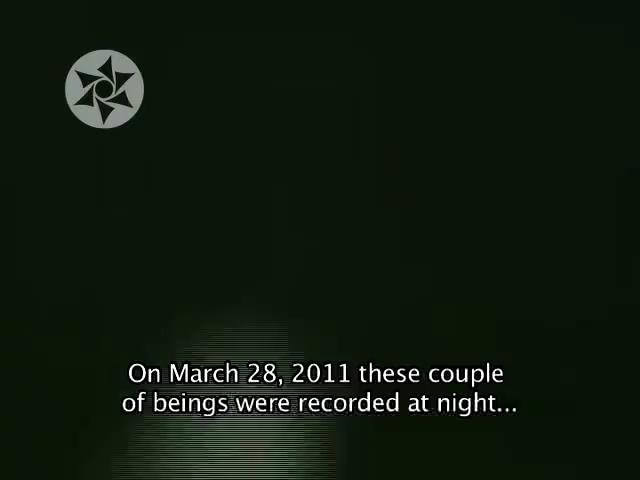 On March 28, 2011 these couple
of beings were recorded at night...